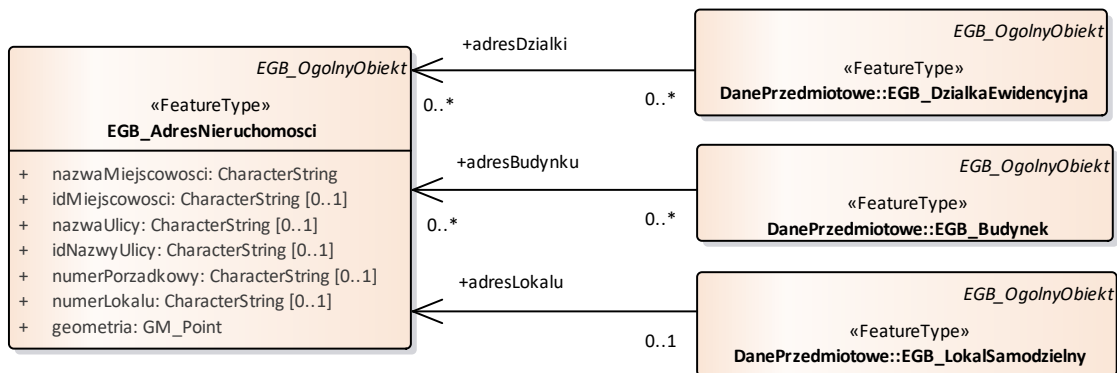 EGB_OgolnyObiekt
«FeatureType»
EGB_AdresNieruchomosci
+ nazwaMiejscowosci: CharacterString
+ idMiejscowosci: CharacterString [0..1]
+ nazwaUlicy: CharacterString [0..1]
+ idNazwyUlicy: CharacterString [0..1]
+ numerPorzadkowy: CharacterString [0..1]
+ numerLokalu: CharacterString [0..1]
+ geometria: GM_Point
+adresDzialki
0..*
0..*
EGB_OgolnyObiekt
«FeatureType»
DanePrzedmiotowe::EGB_DzialkaEwidencyjna
+adresBudynku
0..*
0..*
EGB_OgolnyObiekt
«FeatureType»
DanePrzedmiotowe::EGB_Budynek
+adresLokalu
0..1
EGB_OgolnyObiekt
«FeatureType»
DanePrzedmiotowe::EGB_LokalSamodzielny